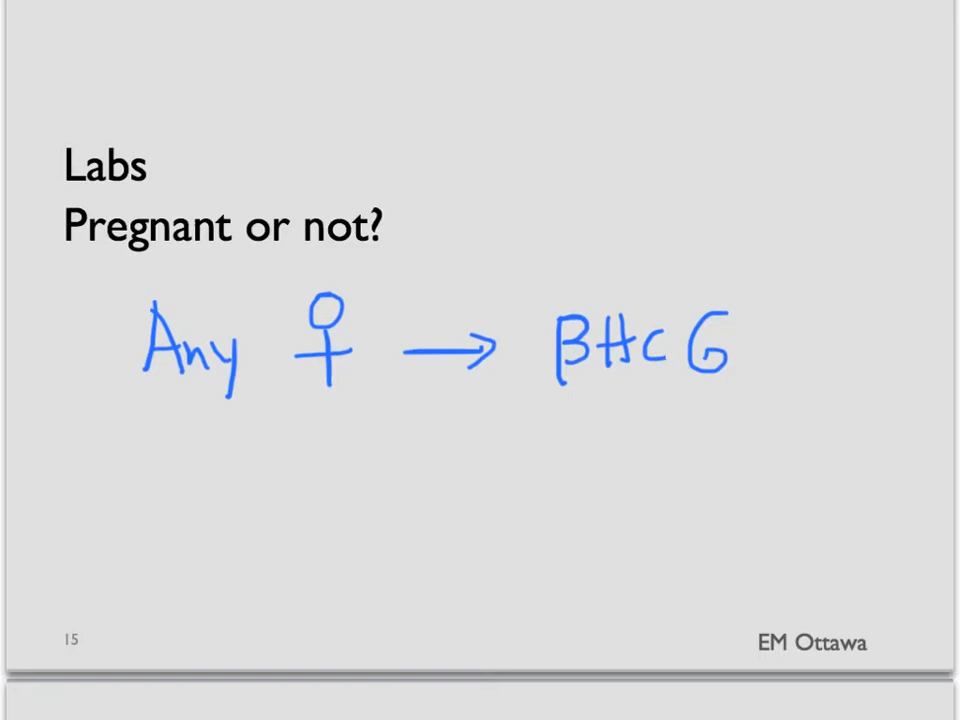 Labs
Pregnant or not?
Any ♀ → βHCG
15
EM Ottawa